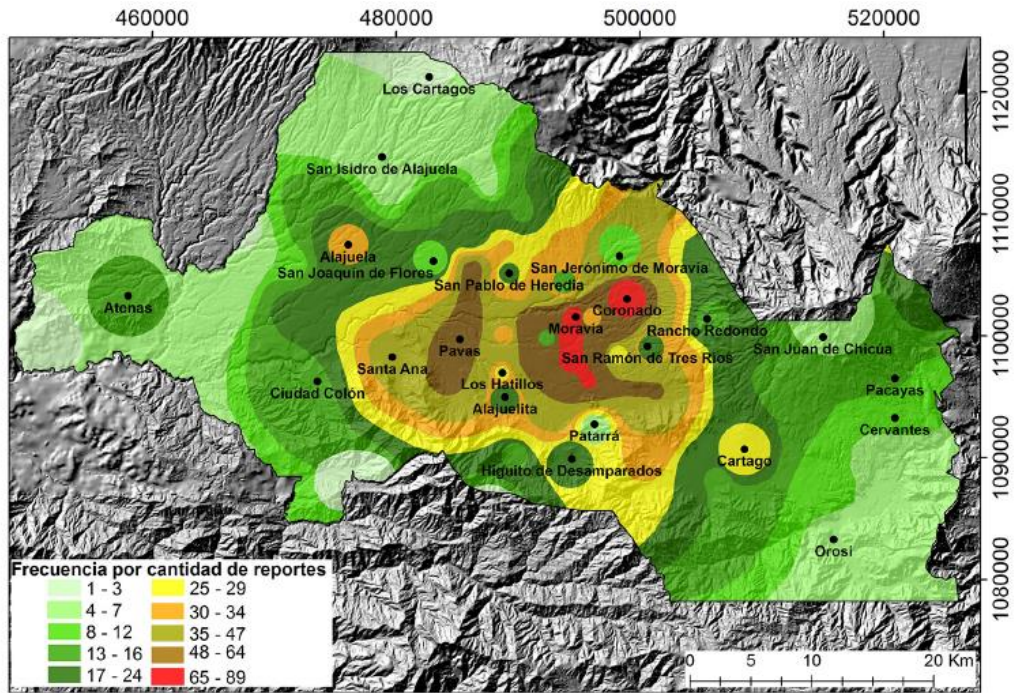 460000 480000 500000 520000
1120000
Los Cartagos
San Isidro de Alajuela
1110000
Alajuela
San Joaquín de Flores
San Jerónimo de Moravia
San Pablo de Heredia
Atenas
Coronado
Moravia
Rancho Redondo
1100000
Pavas
San Juan de Chicúa
San Ramón de Tres Ríos
Santa Ana
Los Hatillos
Ciudad Colón
Pacayas
Alajuelita
Cervantes
Patarrá
1090000
Cartago
Higuito de Desamparados
Orosi
1080000
Frecuencia por cantidad de reportes
1 - 3 25 - 29
4 - 7 30 - 34
8 - 12 35 - 47
13 - 16 48 - 64
17 - 24 65 - 89
0 5 10 20 Km